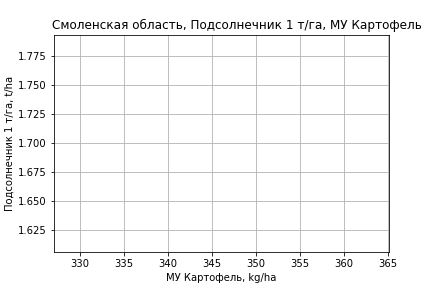 Смоленская область, Подсолнечник 1 т/га, МУ Картофель
1.775
1.750
1.725
1.700
1.675
1.650
1.625
Подсолнечник 1 т/га, t/ha
330 335 340 345 350 355 360 365
МУ Картофель, kg/ha